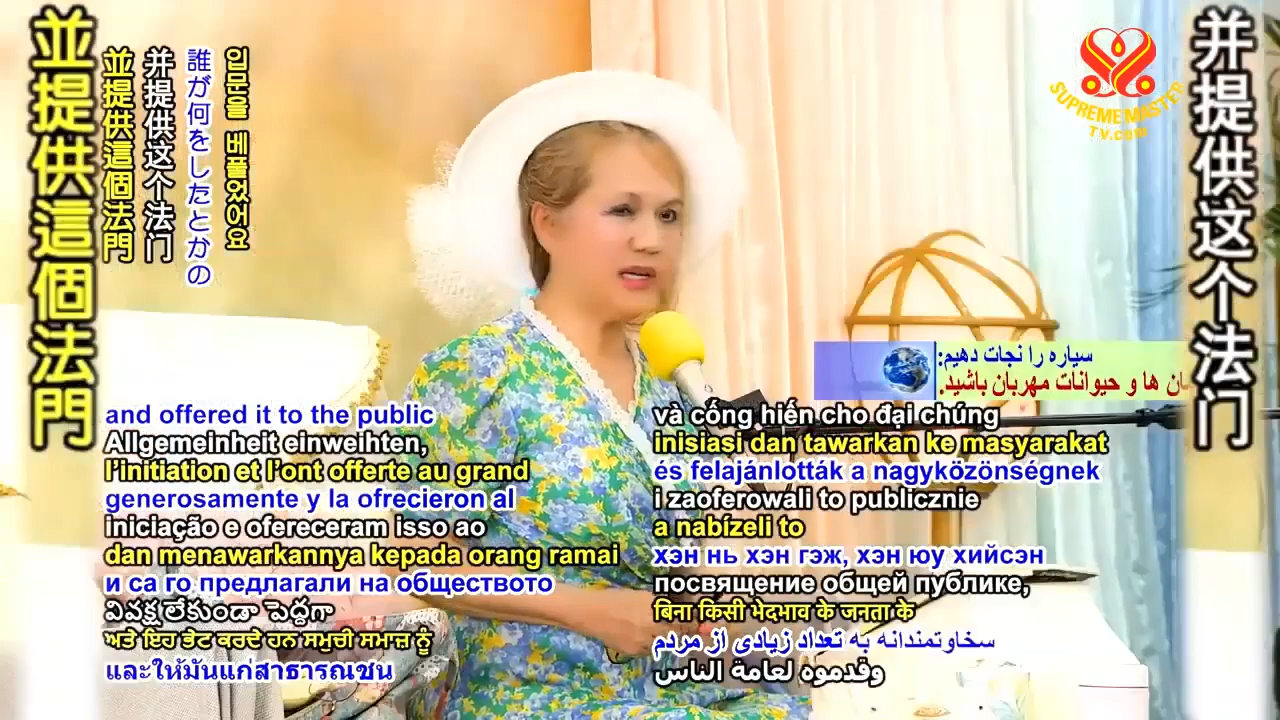 並提供這個法門
並提供這個法門
并提供这个法门
誰が何をしたとかの
입문을 베풀었어요
SUPREME MASTER
TV.com
并提供这个法门
سیاره را نجات دهیم:
ان ها و حیوانات مهربان باشید.
and offered it to the public
Allgemeinheit einweihten,
l’initiation et l’ont offerte au grand
generosamente y la ofrecieron al
iniciação e ofereceram isso ao
dan menawarkannya kepada orang ramai
и са го предлагали на обществото
వివక్ష లేకుండా పెద్దగా
ਅਤੇ ਇਹ ਭੇਟ ਕਰਦੇ ਹਨ ਸਮੁਚੀ ਸਮਾਜ਼ ਨੂੰ
และให้มันแก่สาธารณชน
và cống hiến cho đại chúng
inisiasi dan tawarkan ke masyarakat
és felajánlották a nagyközönségnek
i zaoferowali to publicznie
a nabízeli to
хэн нь хэн гэж, хэн юу хийсэн
посвящение общей публике,
बिना किसी भेदभाव के जनता के
سخاوتمندانه به تعداد زیادی از مردم
وقدموه لعامة الناس